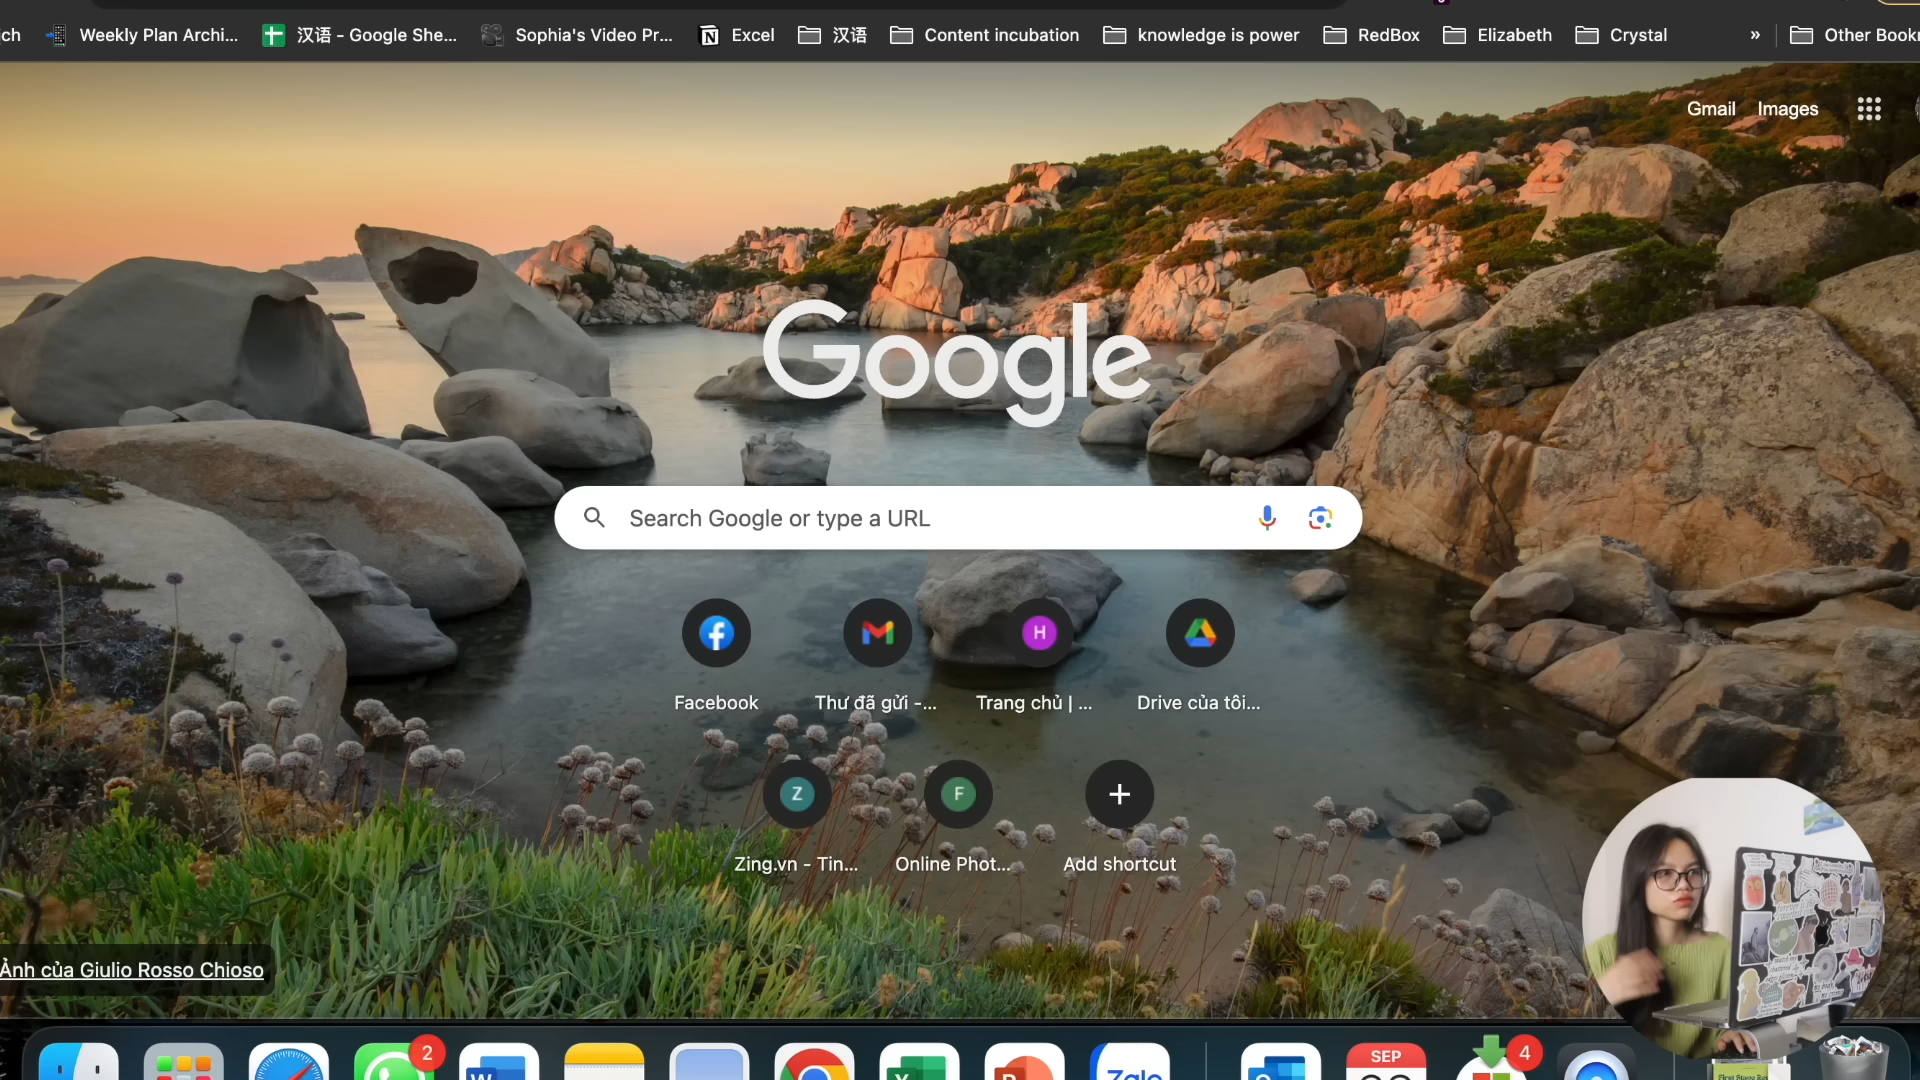 ch Weekly Plan Archi... 汉语 - Google She... Sophia's Video Pr... Excel 汉语 Content incubation knowledge is power RedBox Elizabeth Crystal » Other Bookr
Gmail Images
Google
Search Google or type a URL
Facebook Thư đã gửi -... Trang chủ | ... Drive của tôi...
H
Z F
Zing.vn - Tin... Online Phot... Add shortcut
Ảnh của Giulio Rosso Chioso
2 SEP 4
Zalo